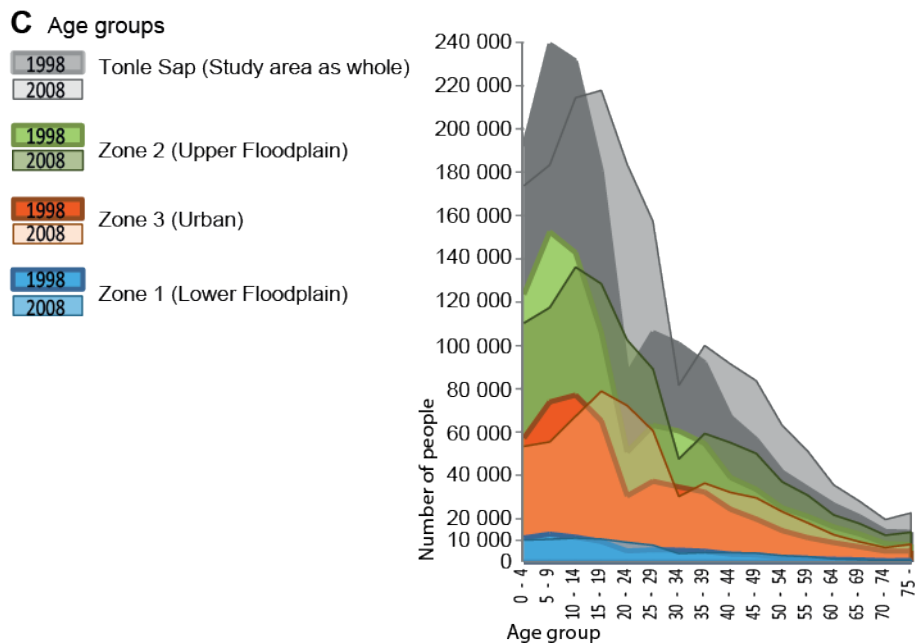 C Age groups
1998
2008
Tonle Sap (Study area as whole)
1998
2008
Zone 2 (Upper Floodplain)
1998
2008
Zone 3 (Urban)
1998
2008
Zone 1 (Lower Floodplain)
240 000
220 000
200 000
180 000
160 000
140 000
120 000
100 000
80 000
60 000
40 000
20 000
10 000
0
Number of people
0 - 4
5 - 9
10 - 14
15 - 19
20 - 24
25 - 29
30 - 34
35 - 39
40 - 44
45 - 49
50 - 54
55 - 59
60 - 64
65 - 69
70 - 74
75 -
Age group